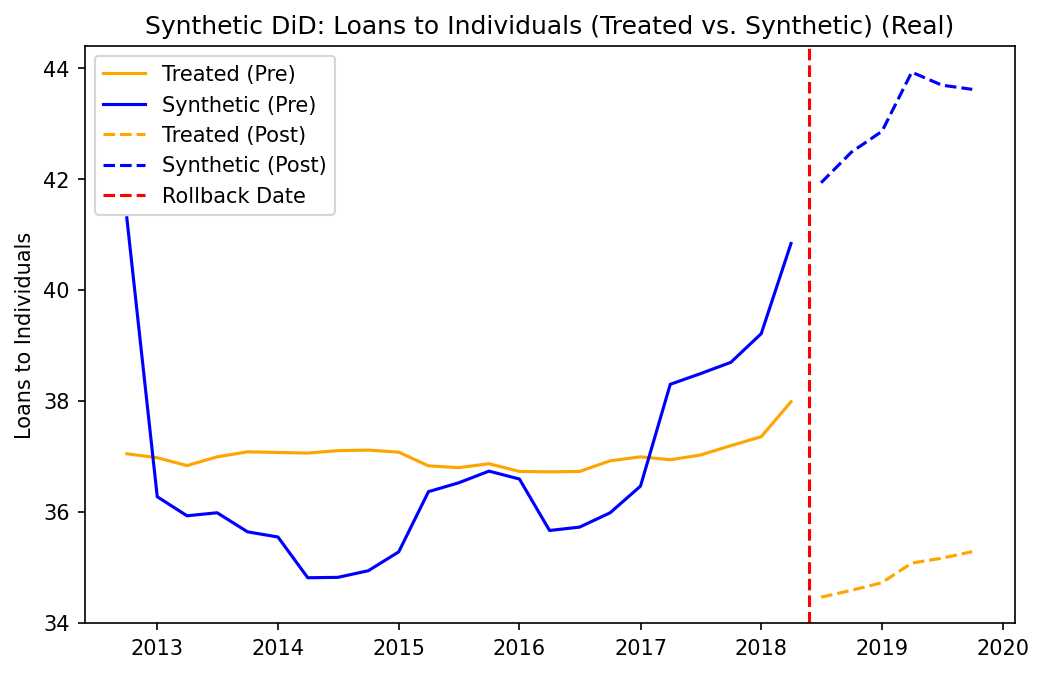 Synthetic DiD: Loans to Individuals (Treated vs. Synthetic) (Real)
Loans to Individuals
44
42
40
38
36
34
Treated (Pre)
Synthetic (Pre)
Treated (Post)
Synthetic (Post)
Rollback Date
2013 2014 2015 2016 2017 2018 2019 2020